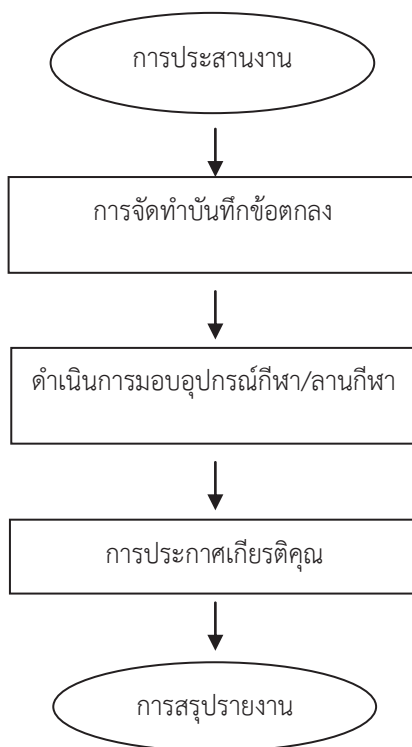 การประสานงาน
การจัดทำบันทึกข้อตกลง
ดำเนินการมอบอุปกรณ์กีฬา/ลานกีฬา
การประกาศเกียรติคุณ
การสรุปรายงาน